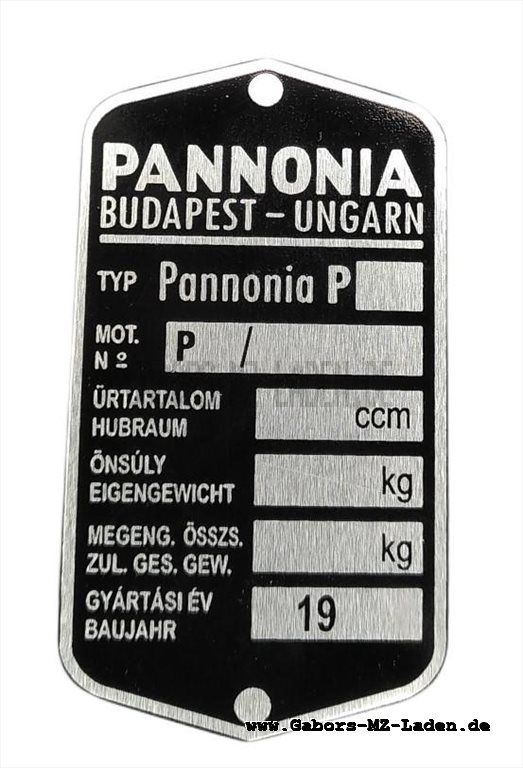 PANNONIA
BUDAPEST – UNGARN
TYP Pannonia P
MOT. Nº P /
ŰRTARTALOM
HUBRAUM ccm
ÖNSÚLY
EIGENGEWICHT kg
MEGENG. ÖSSZS.
ZUL. GES. GEW. kg
GYÁRTÁSI ÉV
BAUJAHR 19
www.Gabors-MZ-Laden.de